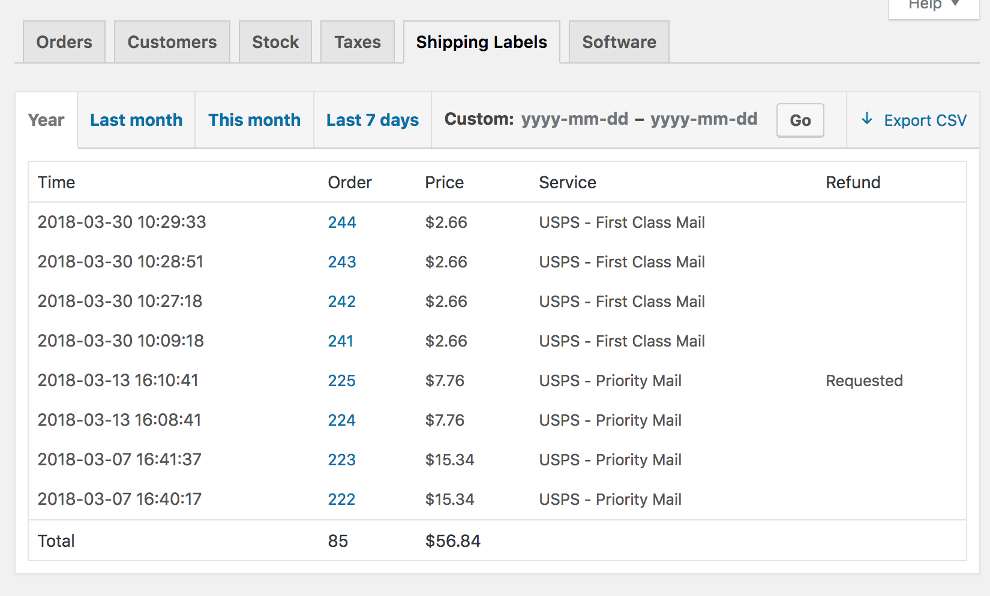 Help ▼
Orders Customers Stock Taxes Shipping Labels Software
Year Last month This month Last 7 days Custom: yyyy-mm-dd – yyyy-mm-dd Go ↓ Export CSV
Time Order Price Service Refund
2018-03-30 10:29:33 244 $2.66 USPS - First Class Mail
2018-03-30 10:28:51 243 $2.66 USPS - First Class Mail
2018-03-30 10:27:18 242 $2.66 USPS - First Class Mail
2018-03-30 10:09:18 241 $2.66 USPS - First Class Mail
2018-03-13 16:10:41 225 $7.76 USPS - Priority Mail Requested
2018-03-13 16:08:41 224 $7.76 USPS - Priority Mail
2018-03-07 16:41:37 223 $15.34 USPS - Priority Mail
2018-03-07 16:40:17 222 $15.34 USPS - Priority Mail
Total 85 $56.84